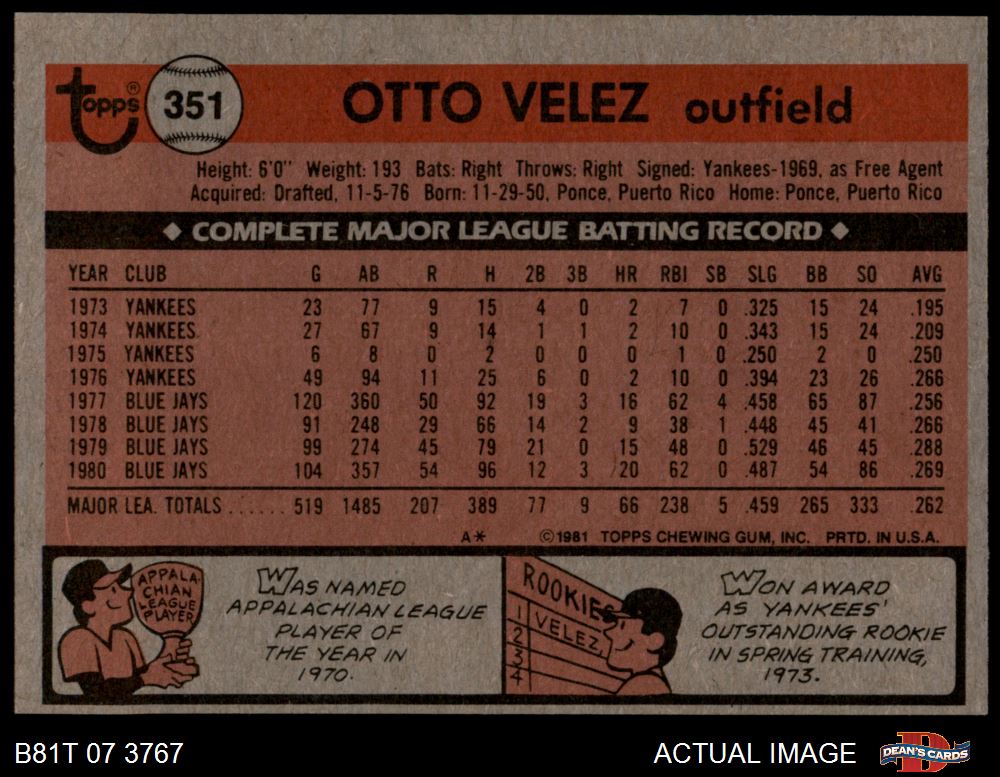 Topps® 351 OTTO VELEZ outfield
Height: 6'0" Weight: 193 Bats: Right Throws: Right Signed: Yankees-1969, as Free Agent
Acquired: Drafted, 11-5-76 Born: 11-29-50, Ponce, Puerto Rico Home: Ponce, Puerto Rico
◆ COMPLETE MAJOR LEAGUE BATTING RECORD ◆
YEAR CLUB G AB R H 2B 3B HR RBI SB SLG BB SO AVG
1973 YANKEES 23 77 9 15 4 0 2 7 0 .325 15 24 .195
1974 YANKEES 27 67 9 14 1 1 2 10 0 .343 15 24 .209
1975 YANKEES 6 8 0 2 0 0 0 1 0 .250 2 0 .250
1976 YANKEES 49 94 11 25 6 0 2 10 0 .394 23 26 .266
1977 BLUE JAYS 120 360 50 92 19 3 16 62 4 .458 65 87 .256
1978 BLUE JAYS 91 248 29 66 14 2 9 38 1 .448 45 41 .266
1979 BLUE JAYS 99 274 45 79 21 0 15 48 0 .529 46 45 .288
1980 BLUE JAYS 104 357 54 96 12 3 20 62 0 .487 54 86 .269
MAJOR LEA. TOTALS ...... 519 1485 207 389 77 9 66 238 5 .459 265 333 .262
A* ©1981 TOPPS CHEWING GUM, INC. PRTD. IN U.S.A.
APPALA-
CHIAN
LEAGUE
PLAYER
WAS NAMED
APPALACHIAN LEAGUE
PLAYER OF
THE YEAR IN
1970.
ROOKIES
1 VELEZ
2
3
4
WON AWARD
AS YANKEES'
OUTSTANDING ROOKIE
IN SPRING TRAINING,
1973.
B81T 07 3767
ACTUAL IMAGE
D
DEAN'S CARDS